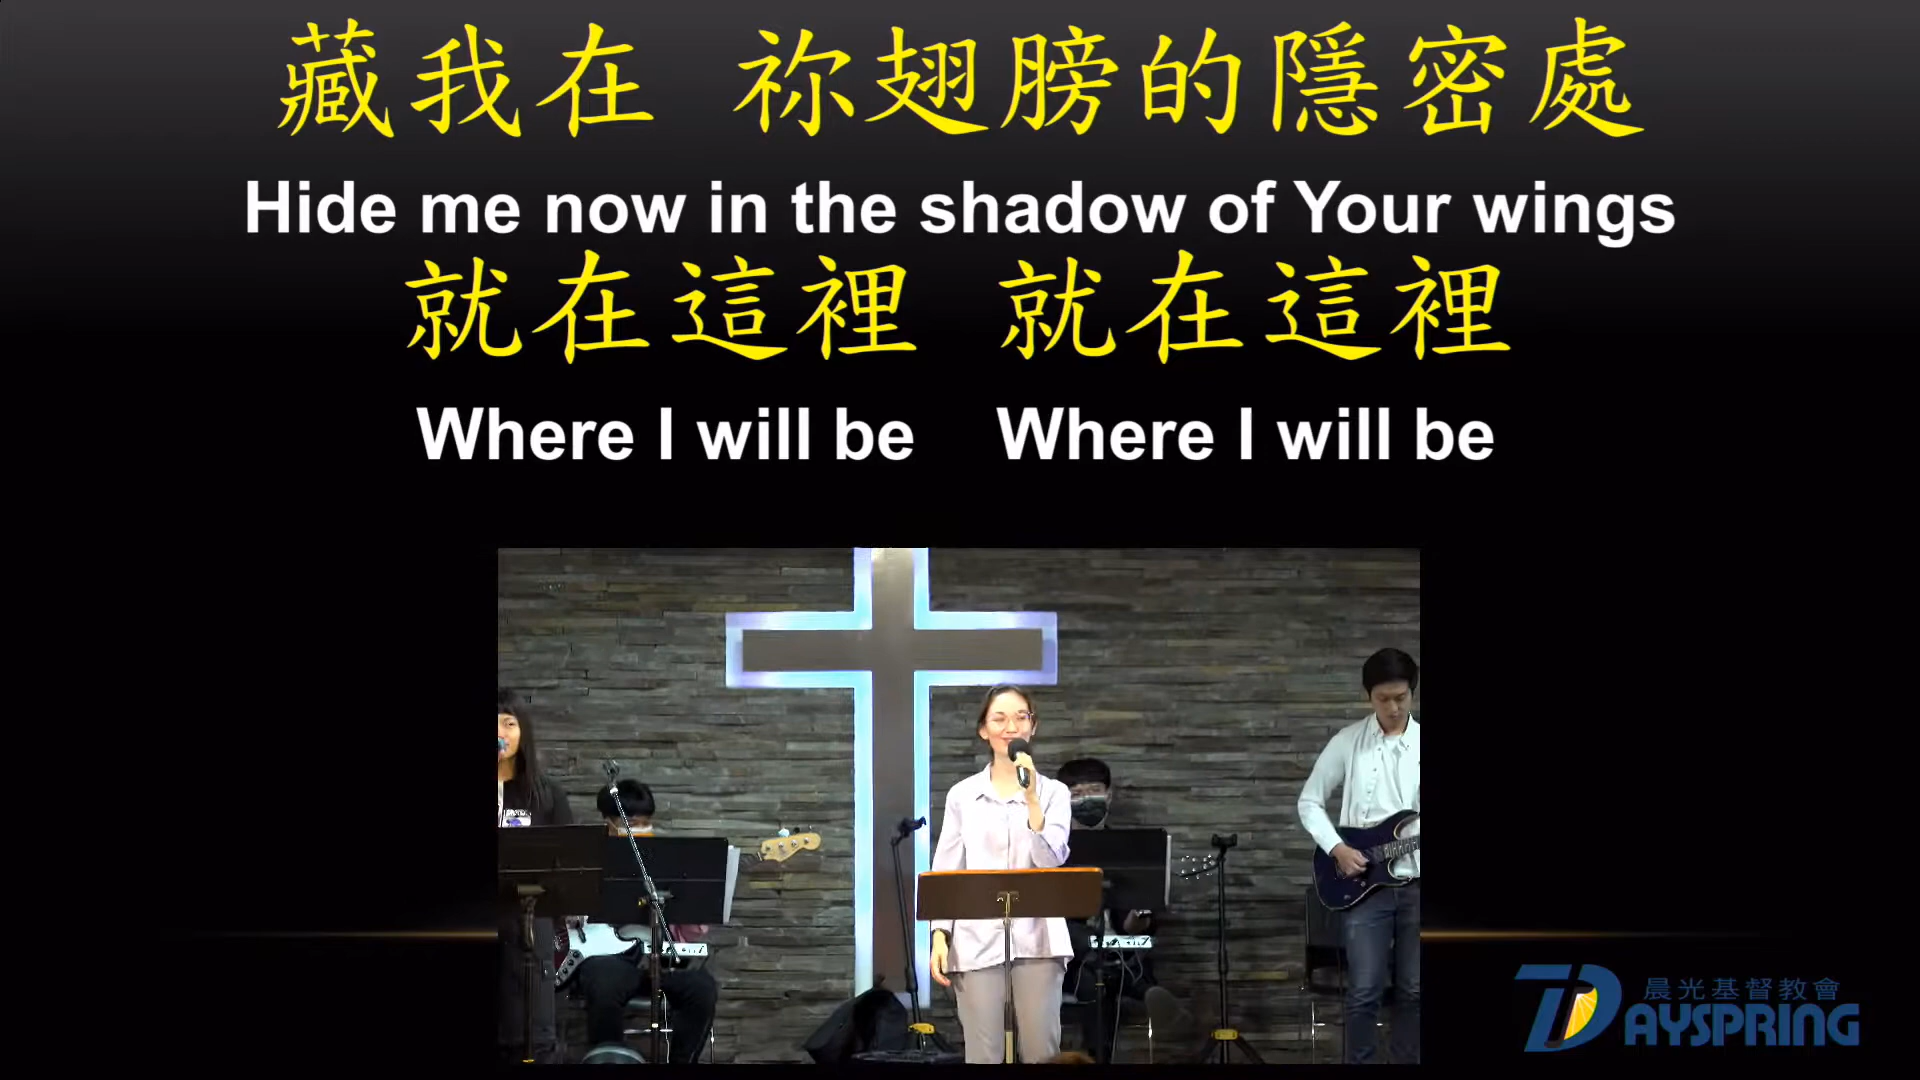 藏我在 祢翅膀的隱密處
Hide me now in the shadow of Your wings
就在這裡 就在這裡
Where I will be Where I will be
晨光基督教會
DAYSPRING